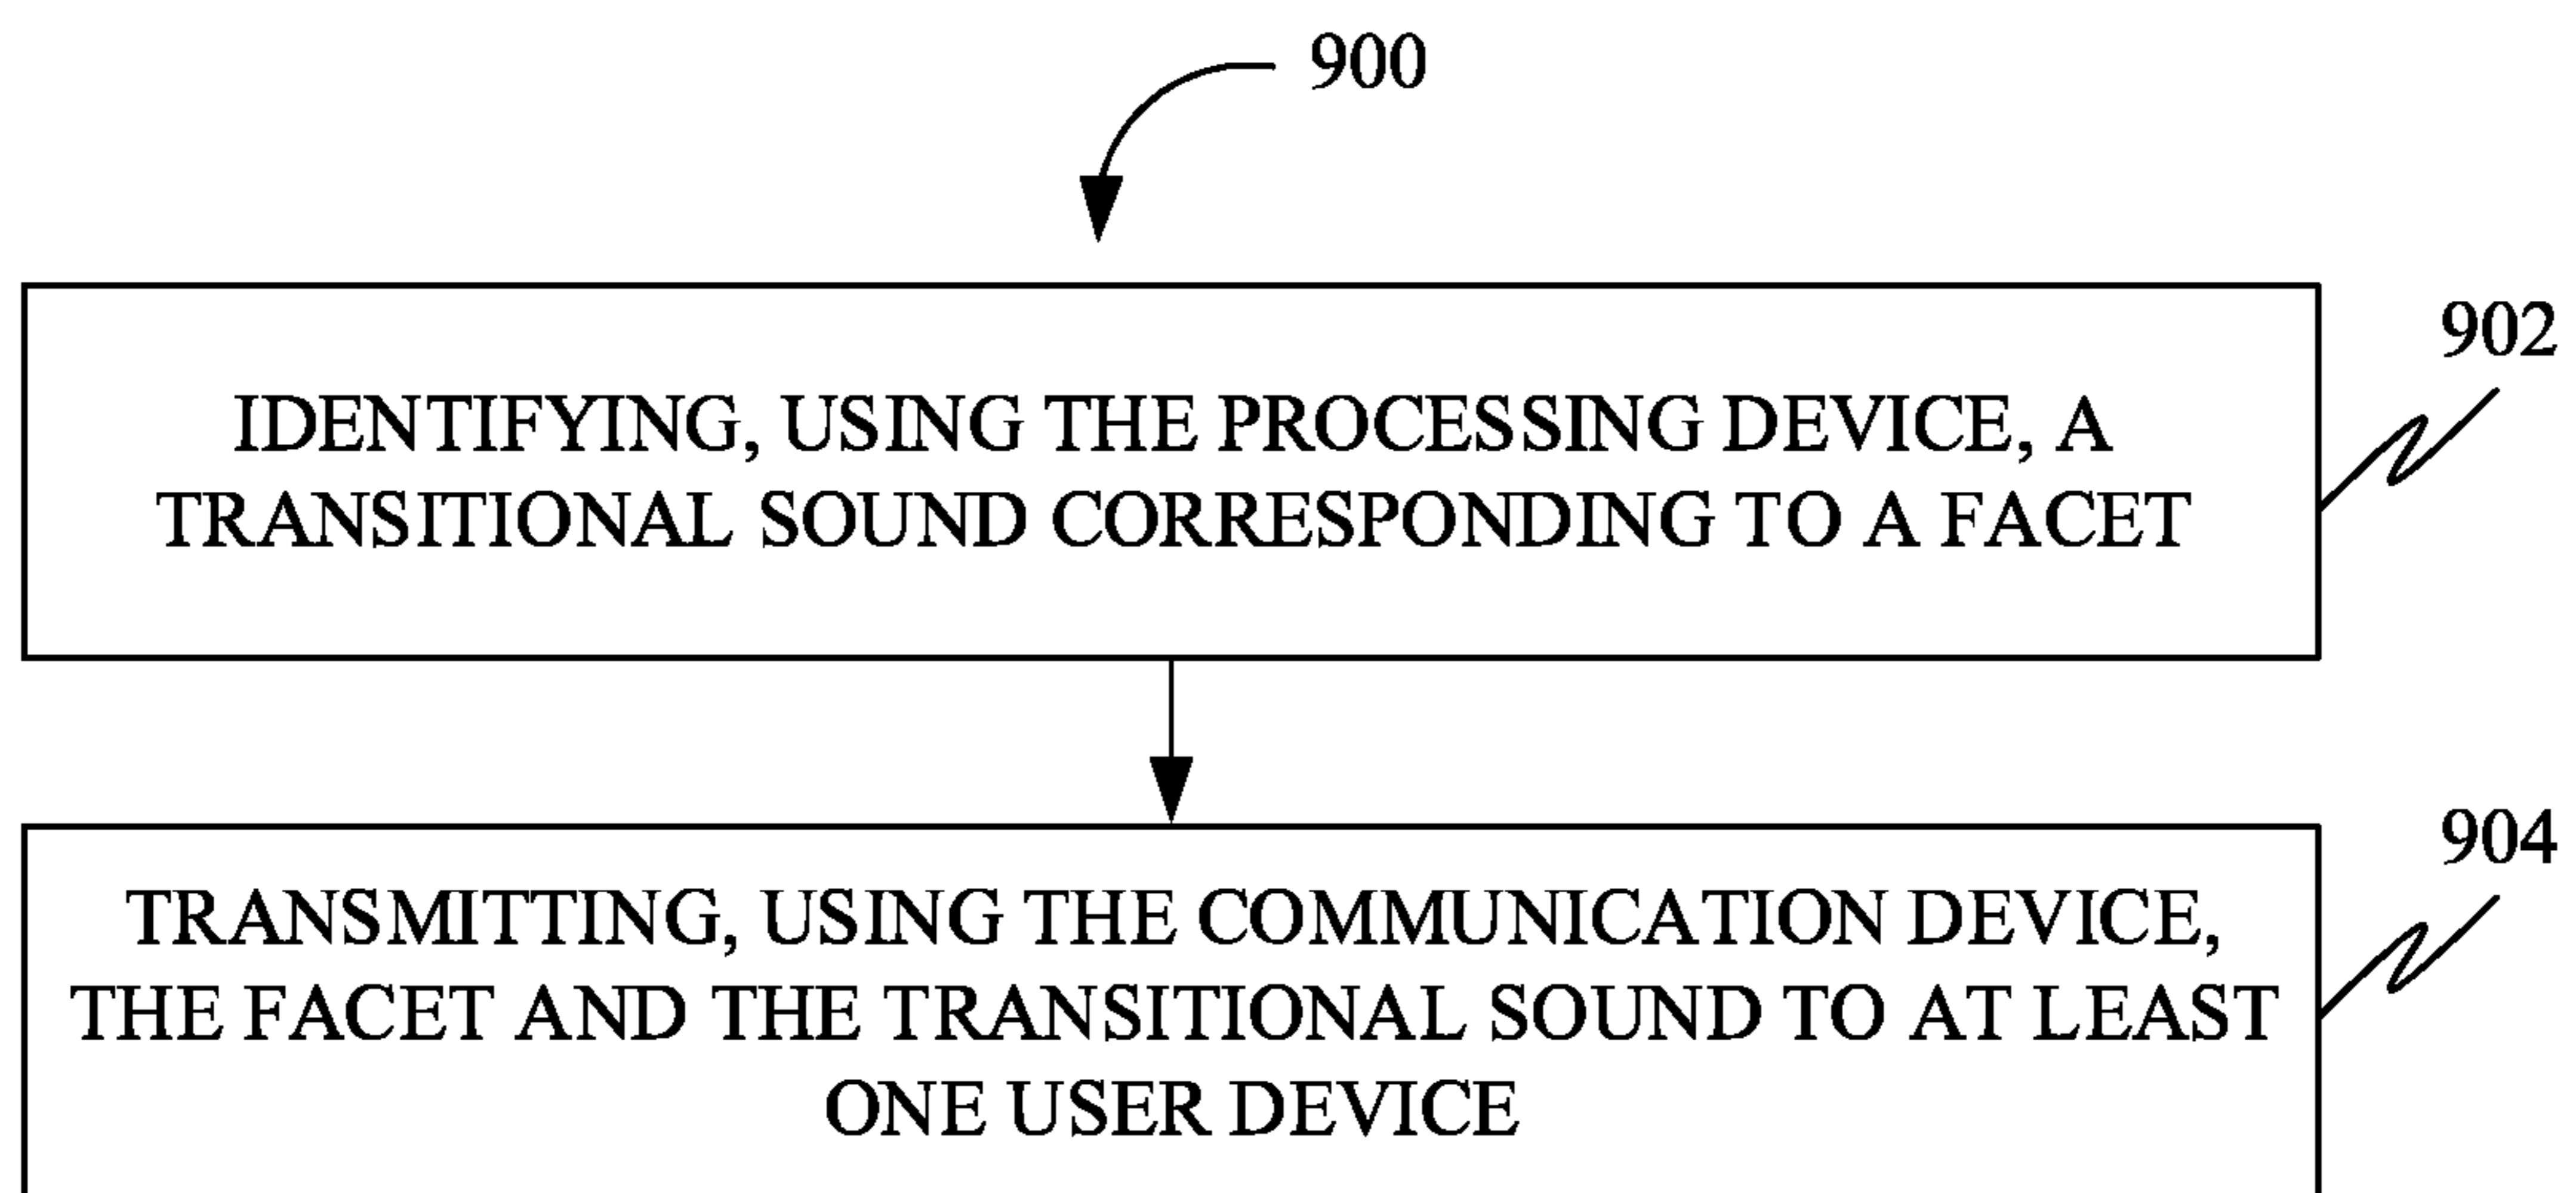 900
902
IDENTIFYING, USING THE PROCESSING DEVICE, A
TRANSITIONAL SOUND CORRESPONDING TO A FACET
904
TRANSMITTING, USING THE COMMUNICATION DEVICE,
THE FACET AND THE TRANSITIONAL SOUND TO AT LEAST
ONE USER DEVICE